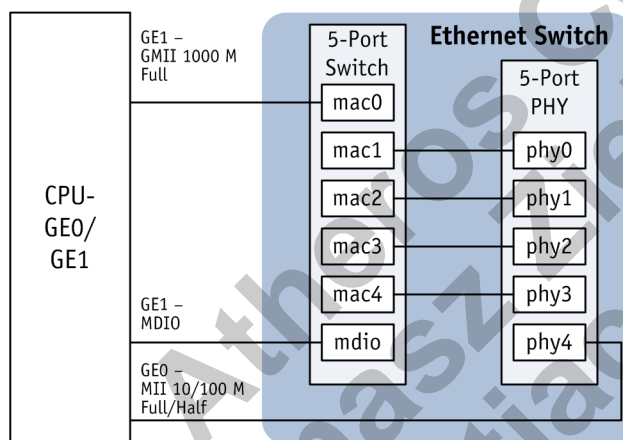 GE1 –
GMII 1000 M
Full
5-Port
Switch
Ethernet Switch
5-Port
PHY
mac0
mac1
phy0
mac2
phy1
CPU-
GE0/
GE1
mac3
phy2
mac4
phy3
GE1 –
MDIO
mdio
phy4
GE0 –
MII 10/100 M
Full/Half